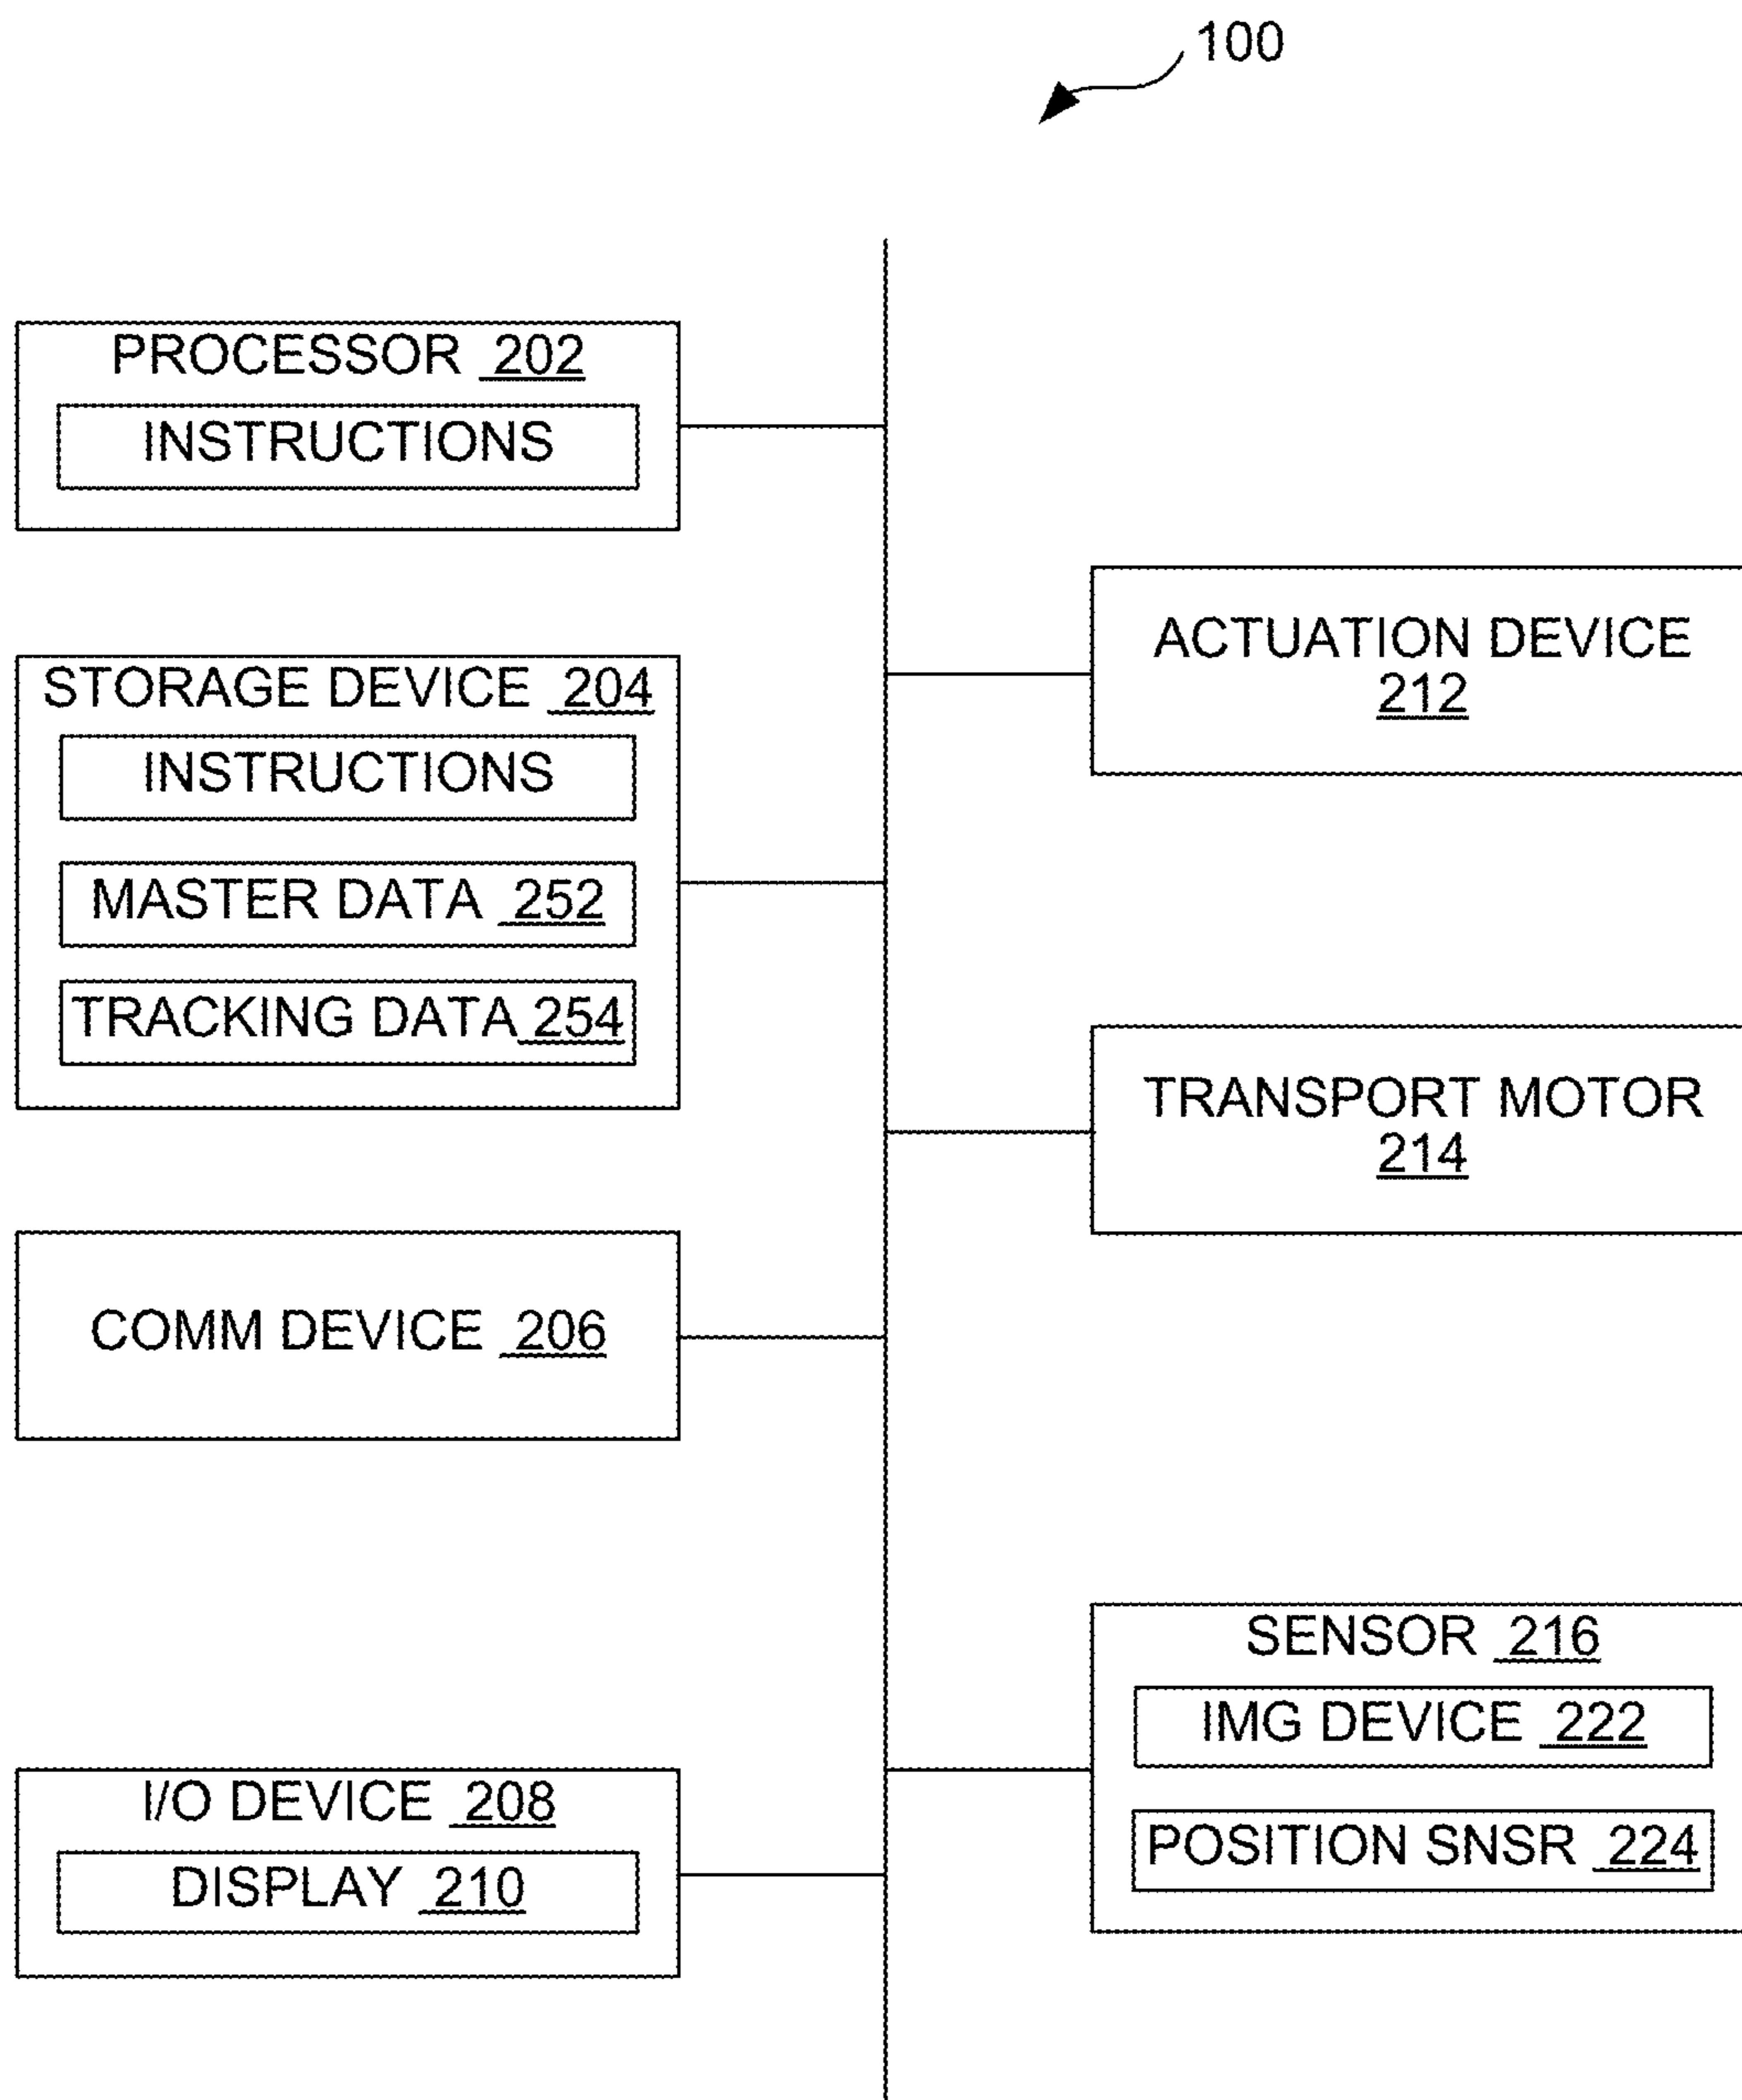 100
PROCESSOR 202
INSTRUCTIONS
STORAGE DEVICE 204
INSTRUCTIONS
MASTER DATA 252
TRACKING DATA 254
COMM DEVICE 206
I/O DEVICE 208
DISPLAY 210
ACTUATION DEVICE
212
TRANSPORT MOTOR
214
SENSOR 216
IMG DEVICE 222
POSITION SNSR 224